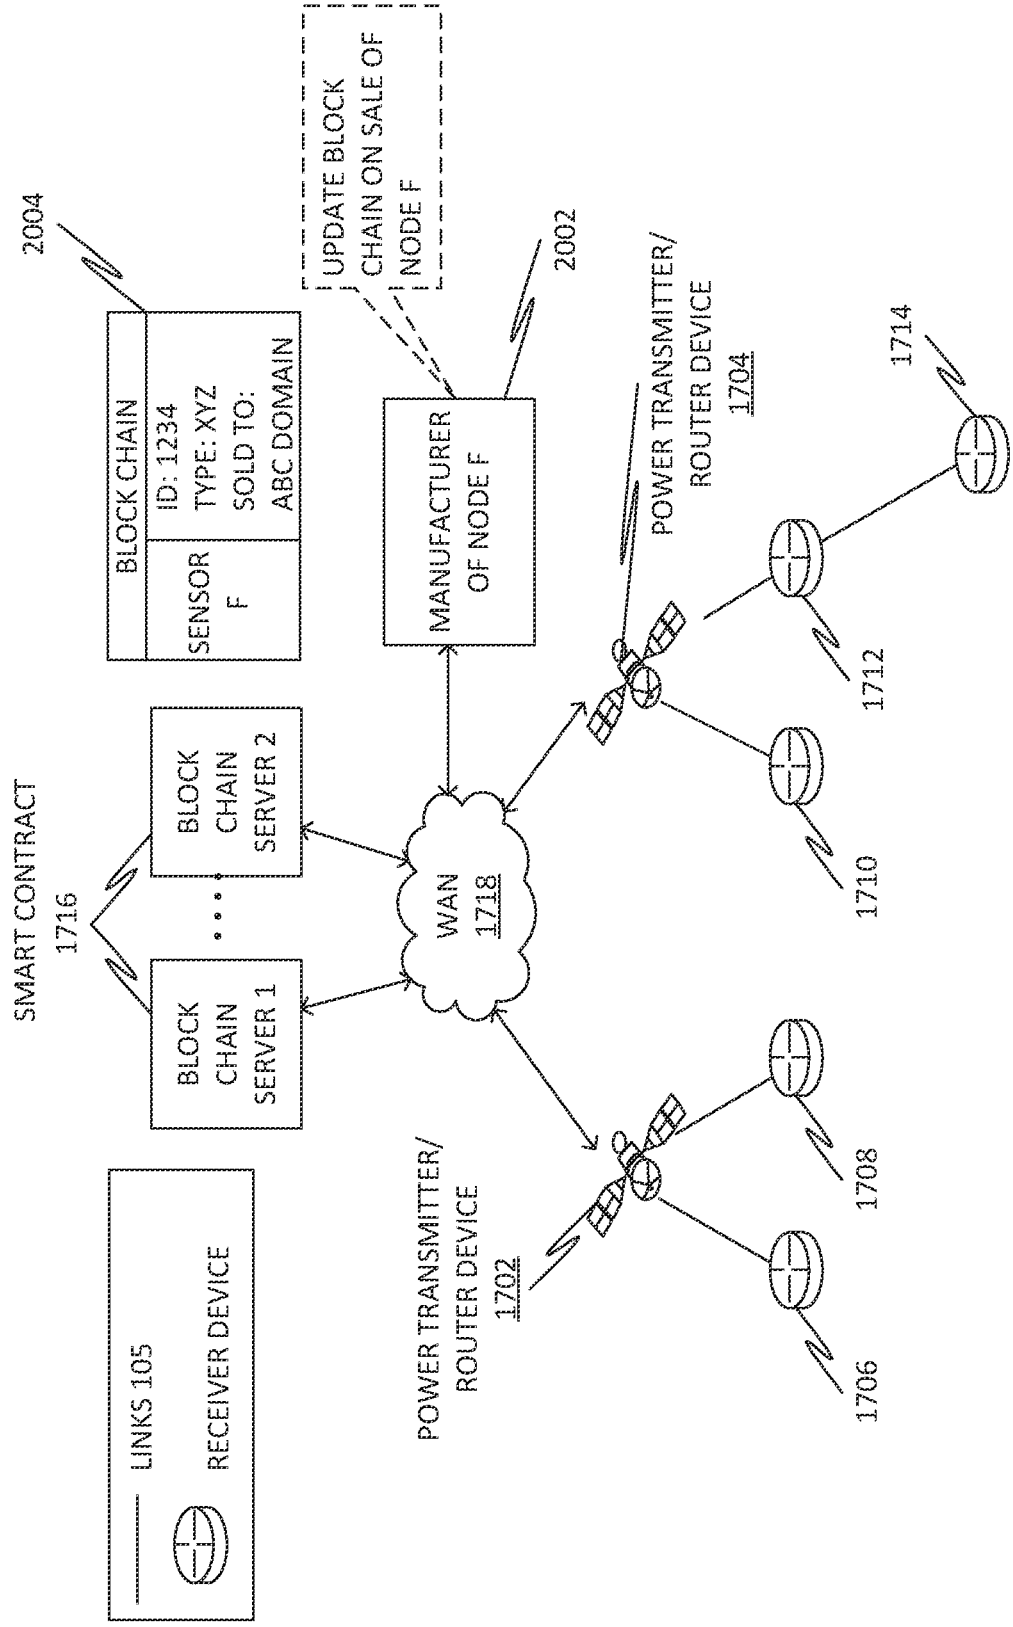 LINKS 105
RECEIVER DEVICE
SMART CONTRACT
1716
BLOCK
CHAIN
SERVER 1
BLOCK
CHAIN
SERVER 2
BLOCK CHAIN
SENSOR
F
ID: 1234
TYPE: XYZ
SOLD TO:
ABC DOMAIN
2004
UPDATE BLOCK
CHAIN ON SALE OF
NODE F
MANUFACTURER
OF NODE F
2002
WAN
1718
POWER TRANSMITTER/
ROUTER DEVICE
1702
POWER TRANSMITTER/
ROUTER DEVICE
1704
1706
1708
1710
1712
1714